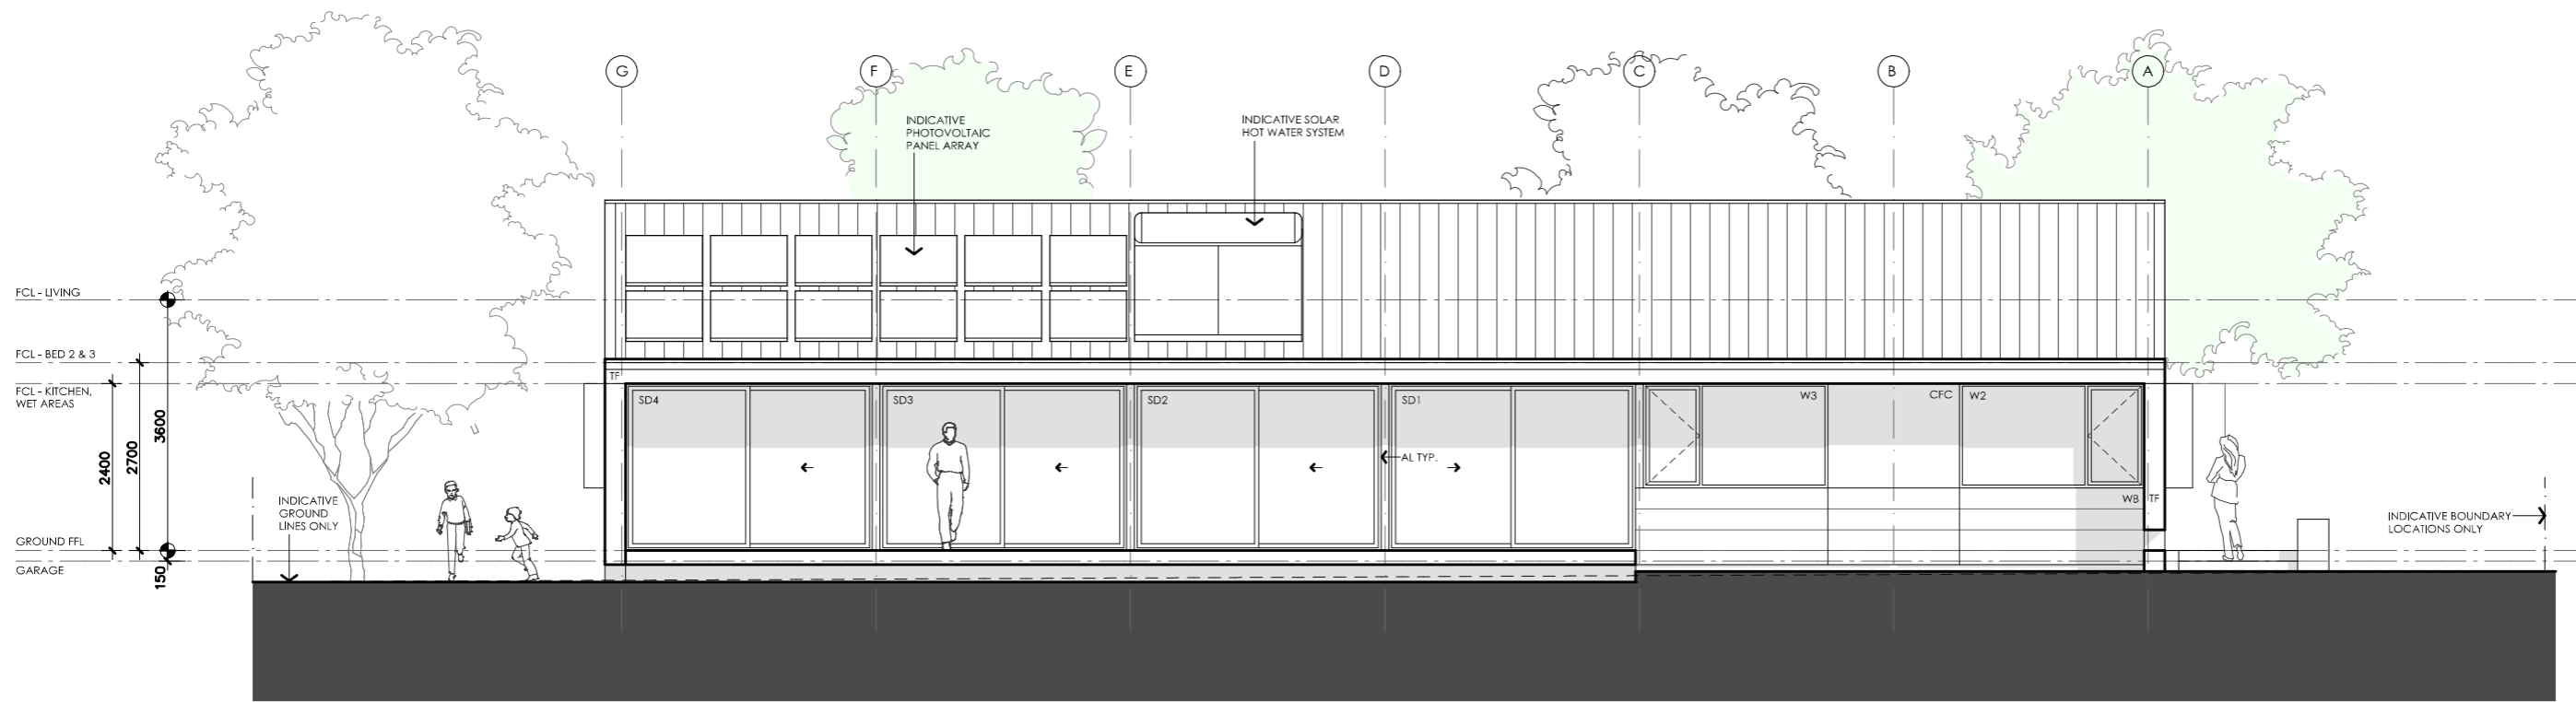 G
F
E
D
C
B
A
INDICATIVE
PHOTOVOLTAIC
PANEL ARRAY
INDICATIVE SOLAR
HOT WATER SYSTEM
FCL - LIVING
FCL - BED 2 & 3
FCL - KITCHEN,
WET AREAS
3600
2700
2400
150
GROUND FFL
GARAGE
INDICATIVE
GROUND
LINES ONLY
TF
SD4
SD3
SD2
SD1
AL TYP.
W3
CFC
W2
WB
TF
INDICATIVE BOUNDARY
LOCATIONS ONLY